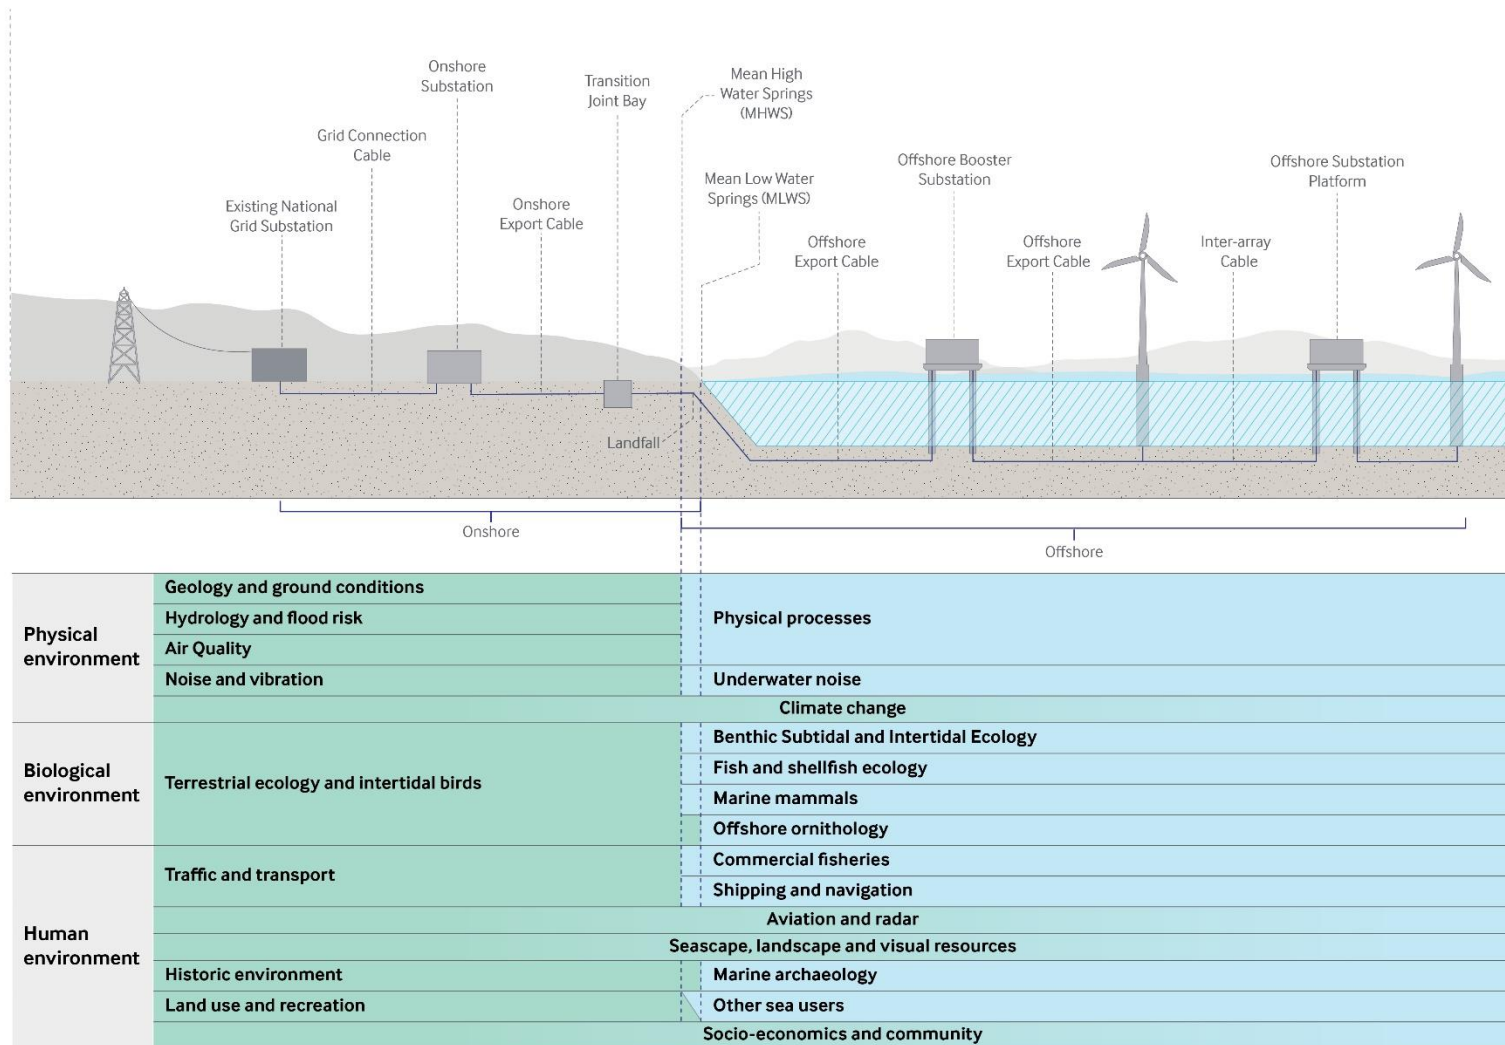 Onshore
Substation
Transition
Joint Bay
Mean High
Water Springs
(MHWS)
Grid Connection
Cable
Mean Low Water
Springs (MLWS)
Offshore Booster
Substation
Offshore Substation
Platform
Existing National
Grid Substation
Onshore
Export Cable
Offshore
Export Cable
Offshore
Export Cable
Inter-array
Cable
Landfall
Onshore
Offshore
Physical
environment
Geology and ground conditions
Hydrology and flood risk
Air Quality
Noise and vibration
Physical processes
Underwater noise
Climate change
Biological
environment
Terrestrial ecology and intertidal birds
Benthic Subtidal and Intertidal Ecology
Fish and shellfish ecology
Marine mammals
Offshore ornithology
Human
environment
Traffic and transport
Commercial fisheries
Shipping and navigation
Aviation and radar
Seascape, landscape and visual resources
Historic environment
Marine archaeology
Land use and recreation
Other sea users
Socio-economics and community